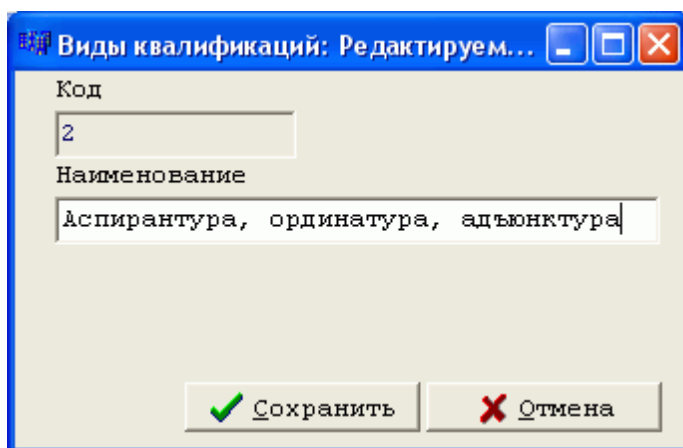 Виды квалификаций: Редактируем...
Код
2
Наименование
Аспирантура, ординатура, адъюнктура
Сохранить
Отмена